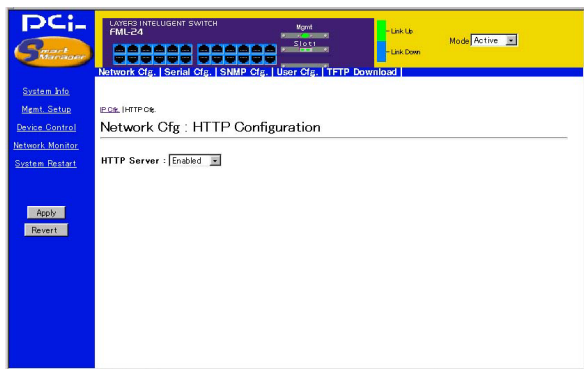 PCi-
Smart Manager
LAYER3 INTELLIGENT SWITCH
FML-24
Mgmt
Slot1
Link Up
Link Down
Mode Active
Network Cfg. | Serial Cfg. | SNMP Cfg. | User Cfg. | TFTP Download |
System Info
Mgmt. Setup
Device Control
Network Monitor
System Restart
Apply
Revert
IP Cfg. | HTTP Cfg.
Network Cfg : HTTP Configuration
HTTP Server : Enabled